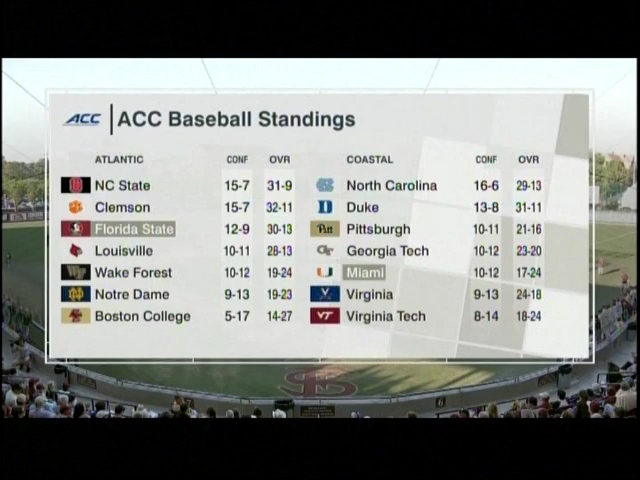 ACC ACC Baseball Standings
ATLANTIC CONF OVR
NC State 15-7 31-9
Clemson 15-7 32-11
Florida State 12-9 30-13
Louisville 10-11 28-13
Wake Forest 10-12 19-24
Notre Dame 9-13 19-23
Boston College 5-17 14-27
COASTAL CONF OVR
North Carolina 16-6 29-13
Duke 13-8 31-11
Pitt Pittsburgh 10-11 21-16
GT Georgia Tech 10-12 23-20
Miami 10-12 17-24
Virginia 9-13 24-18
VT Virginia Tech 8-14 18-24